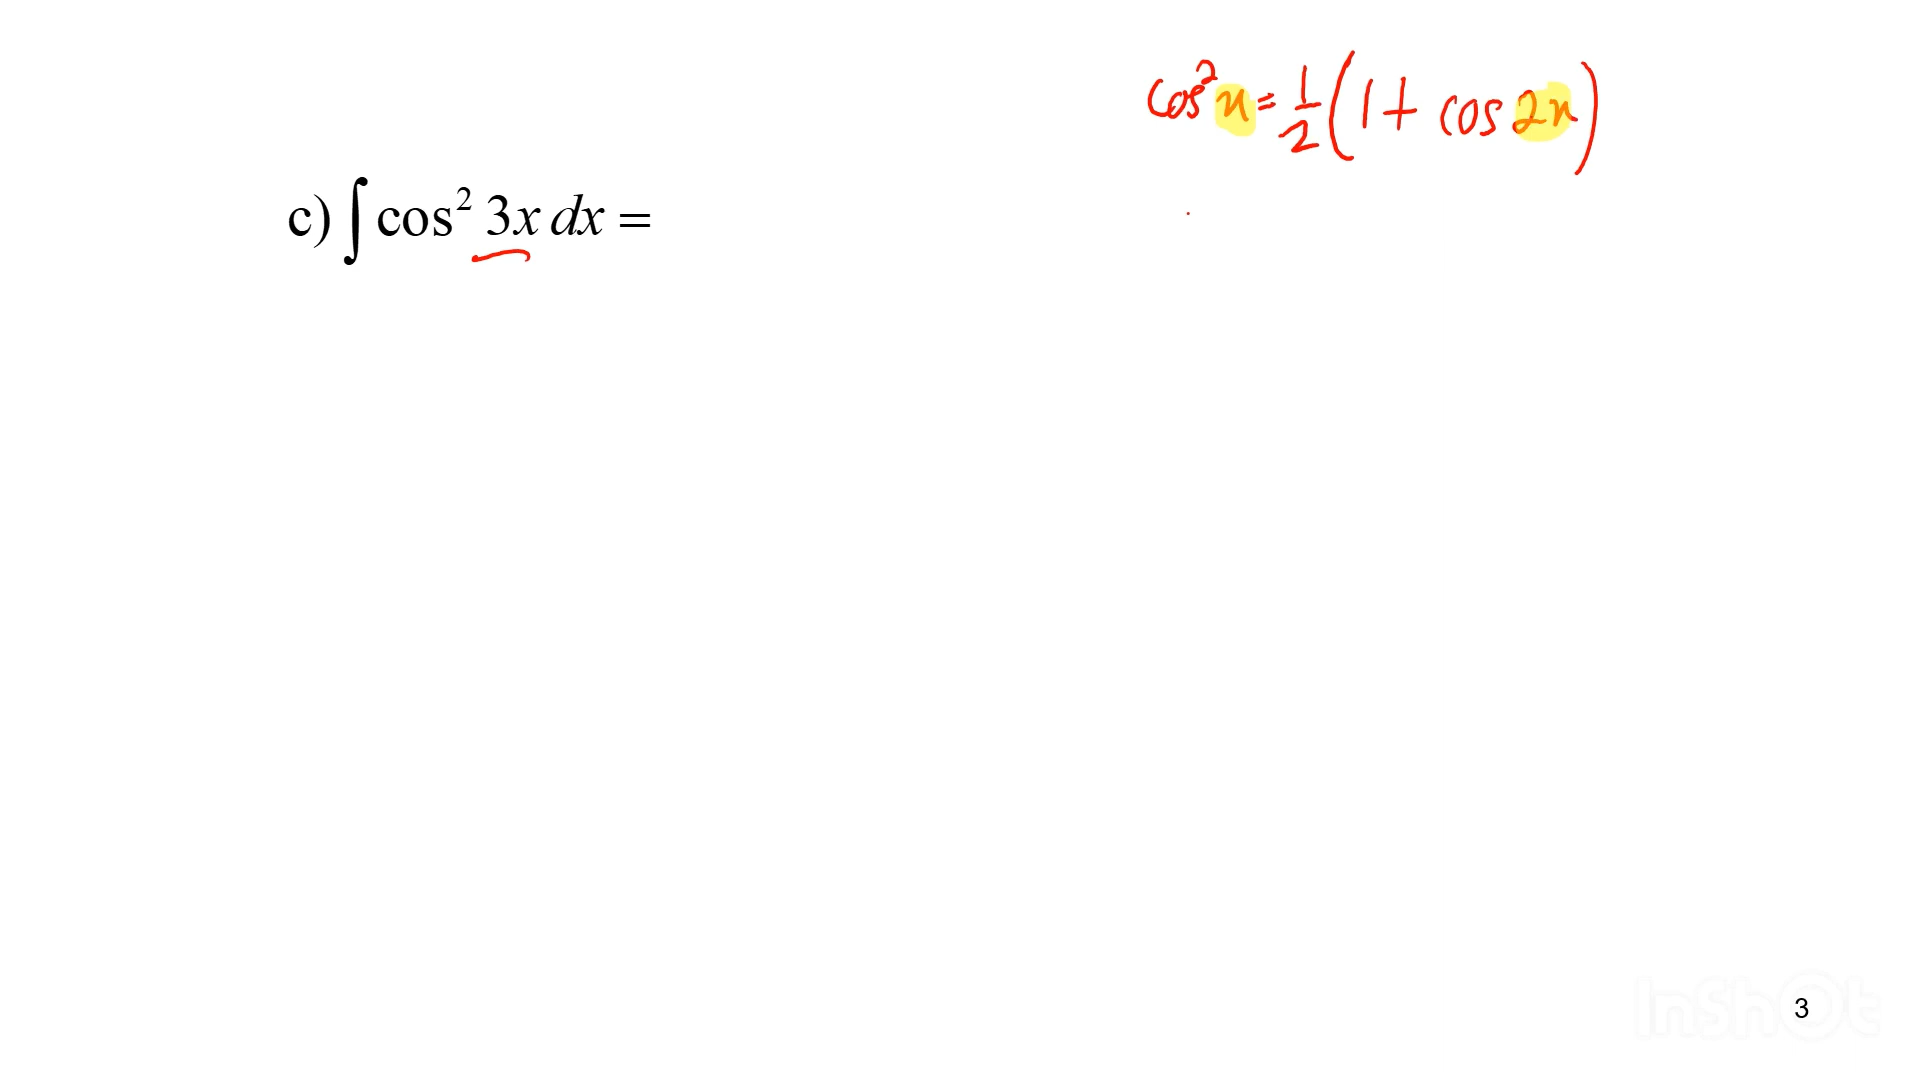 cos²x = 1/2 (1 + cos 2x)
c) ∫ cos² 3x dx =
InShOt
3